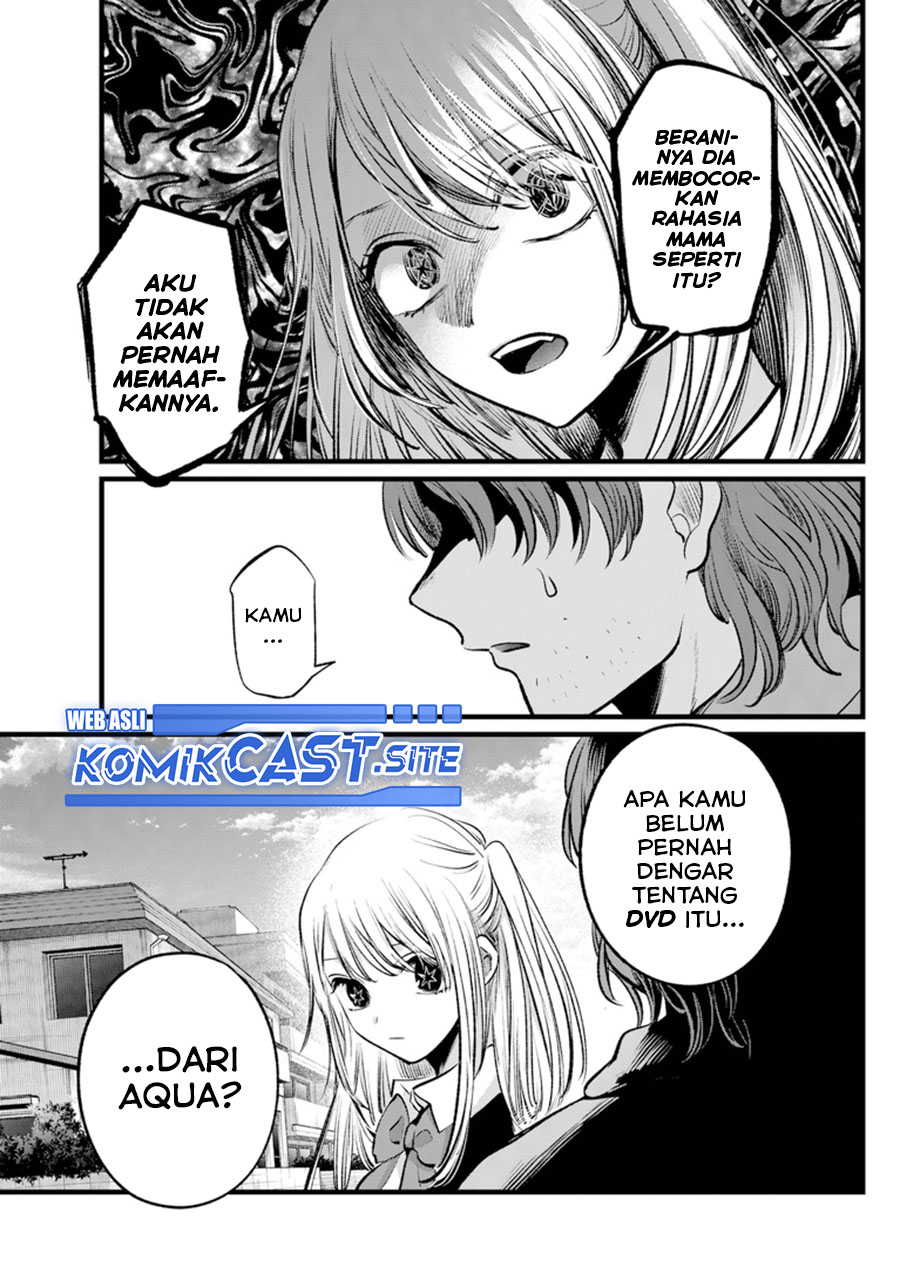 BERANI-
NYA DIA
MEMBOCOR-
KAN
RAHASIA
MAMA
SEPERTI
ITU?
AKU
TIDAK
AKAN
PERNAH
MEMAAF-
KANNYA.
KAMU
...
WEB ASLI
KOMIKCAST.SITE
APA KAMU
BELUM
PERNAH
DENGAR
TENTANG
DVD ITU...
...DARI
AQUA?